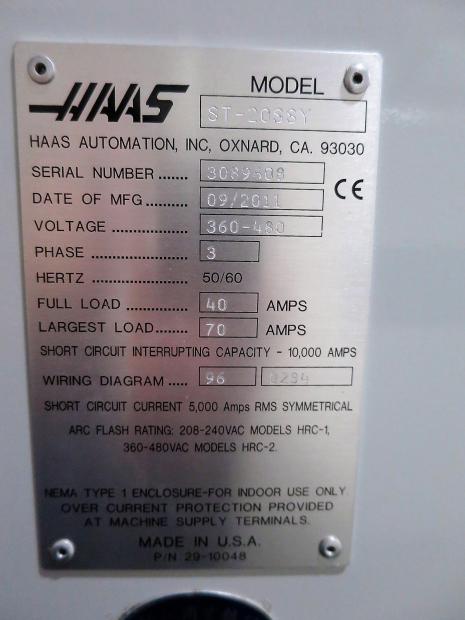 HAAS
MODEL
HAAS AUTOMATION, INC, OXNARD, CA. 93030
SERIAL NUMBER .......
CE
DATE OF MFG ......... 09/2011
VOLTAGE .................. 360-480
PHASE ..................... 3
HERTZ ..................... 50/60
FULL LOAD .............. 40 AMPS
LARGEST LOAD........ 70 AMPS
SHORT CIRCUIT INTERRUPTING CAPACITY - 10,000 AMPS
WIRING DIAGRAM ..... 96
SHORT CIRCUIT CURRENT 5,000 Amps RMS SYMMETRICAL
ARC FLASH RATING: 208-240VAC MODELS HRC-1,
360-480VAC MODELS HRC-2.
NEMA TYPE 1 ENCLOSURE-FOR INDOOR USE ONLY
OVER CURRENT PROTECTION PROVIDED
AT MACHINE SUPPLY TERMINALS.
MADE IN U.S.A.
P/N 29-10048